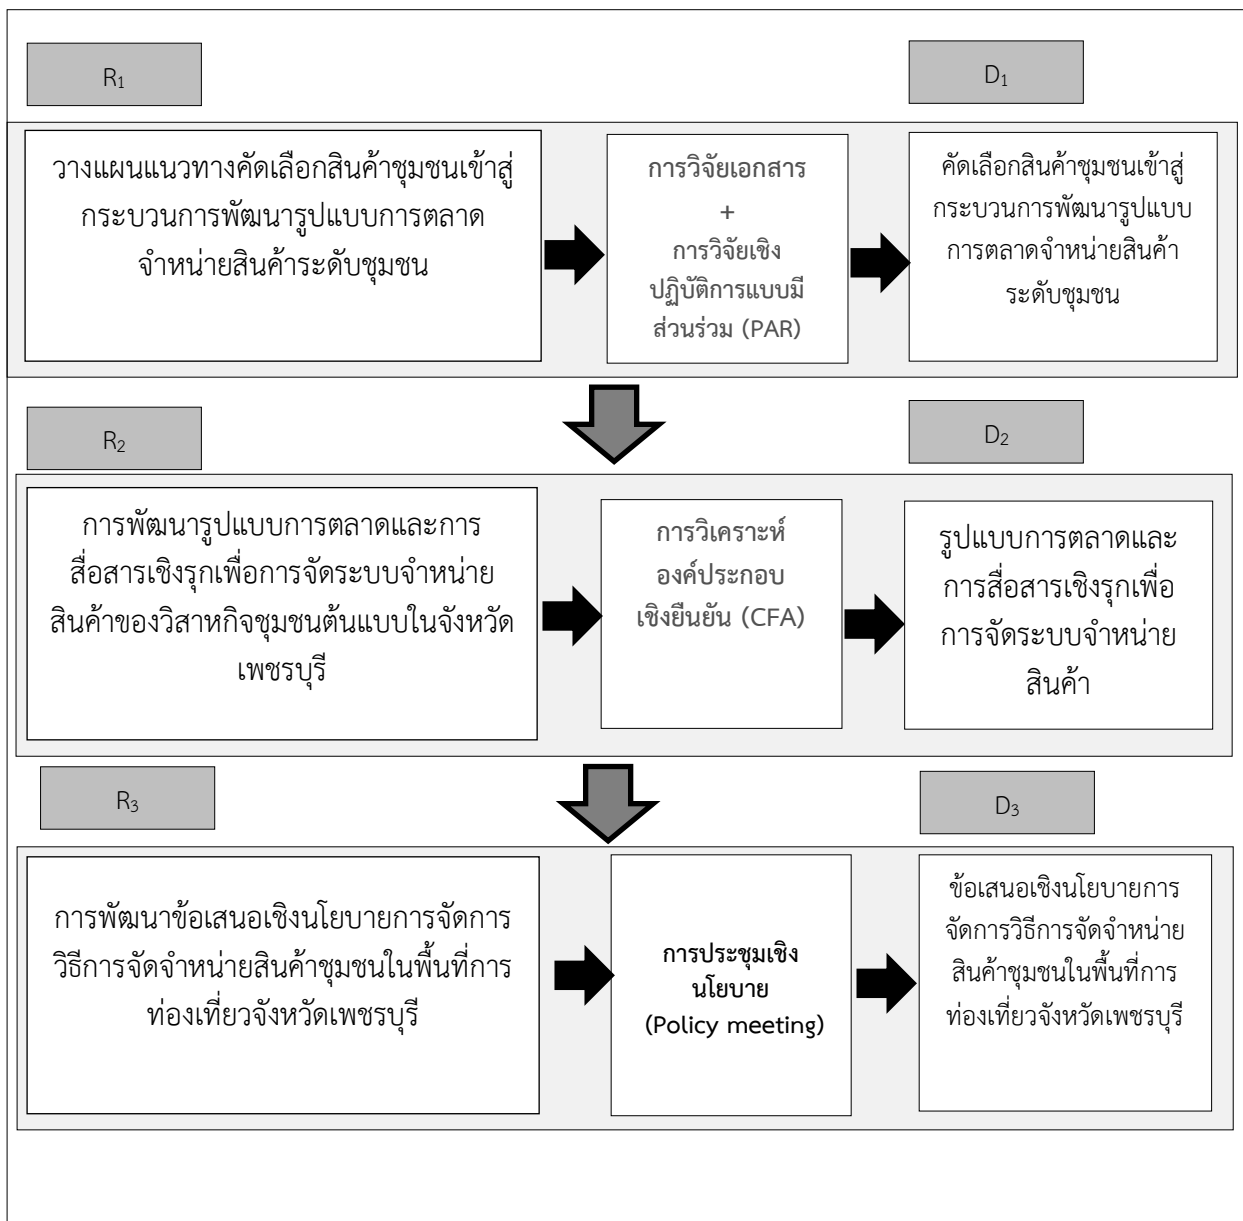 R₁
D₁
วางแผนแนวทางคัดเลือกสินค้าชุมชนเข้าสู่
กระบวนการพัฒนารูปแบบการตลาด
จำหน่ายสินค้าระดับชุมชน
การวิจัยเอกสาร
+
การวิจัยเชิง
ปฏิบัติการแบบมี
ส่วนร่วม (PAR)
คัดเลือกสินค้าชุมชนเข้าสู่
กระบวนการพัฒนารูปแบบ
การตลาดจำหน่ายสินค้า
ระดับชุมชน
R₂
D₂
การพัฒนารูปแบบการตลาดและการ
สื่อสารเชิงรุกเพื่อการจัดระบบจำหน่าย
สินค้าของวิสาหกิจชุมชนต้นแบบในจังหวัด
เพชรบุรี
การวิเคราะห์
องค์ประกอบ
เชิงยืนยัน (CFA)
รูปแบบการตลาดและ
การสื่อสารเชิงรุกเพื่อ
การจัดระบบจำหน่าย
สินค้า
R₃
D₃
การพัฒนาข้อเสนอเชิงนโยบายการจัดการ
วิธีการจัดจำหน่ายสินค้าชุมชนในพื้นที่การ
ท่องเที่ยวจังหวัดเพชรบุรี
การประชุมเชิง
นโยบาย
(Policy meeting)
ข้อเสนอเชิงนโยบายการ
จัดการวิธีการจัดจำหน่าย
สินค้าชุมชนในพื้นที่การ
ท่องเที่ยวจังหวัดเพชรบุรี